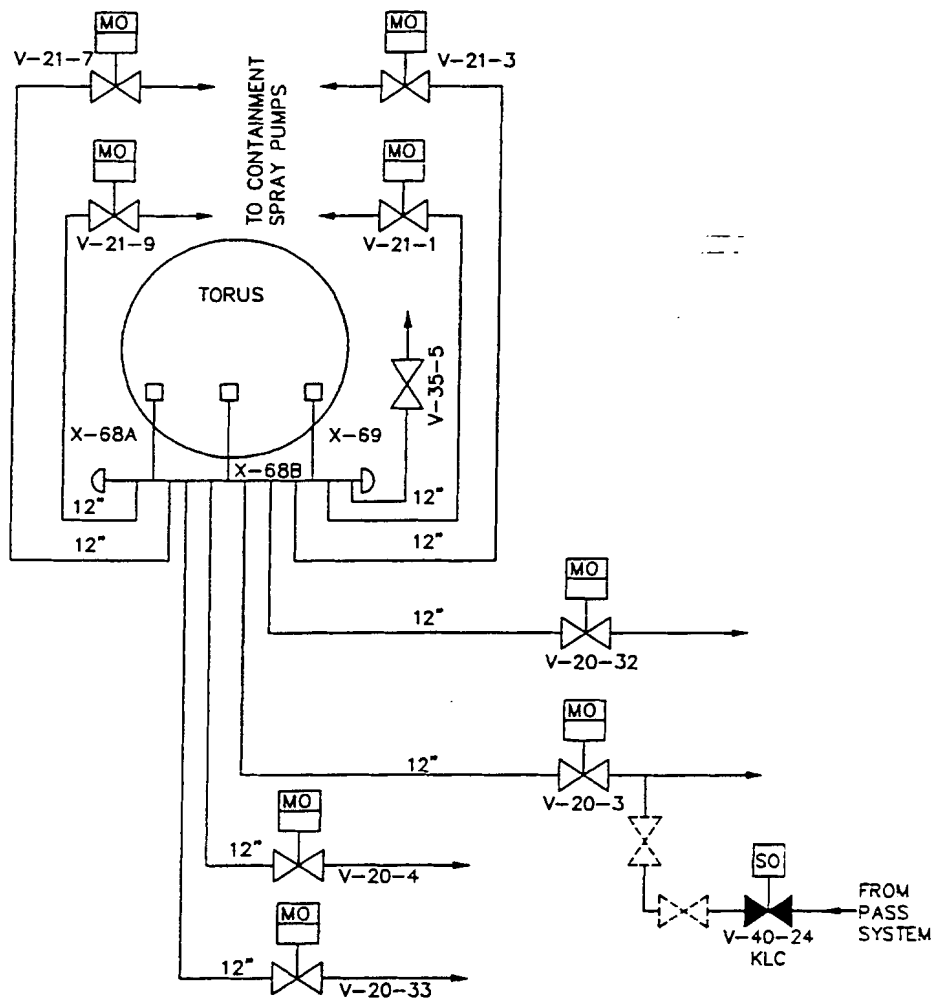 MO
MO
V-21-7
V-21-3
TO CONTAINMENT
SPRAY PUMPS
MO
MO
V-21-9
V-21-1
TORUS
V-35-5
X-68A
X-69
X-68B
12"
12"
12"
12"
MO
12"
V-20-32
MO
12"
V-20-3
MO
12"
V-20-4
SO
FROM
PASS
SYSTEM
V-40-24
KLC
MO
12"
V-20-33